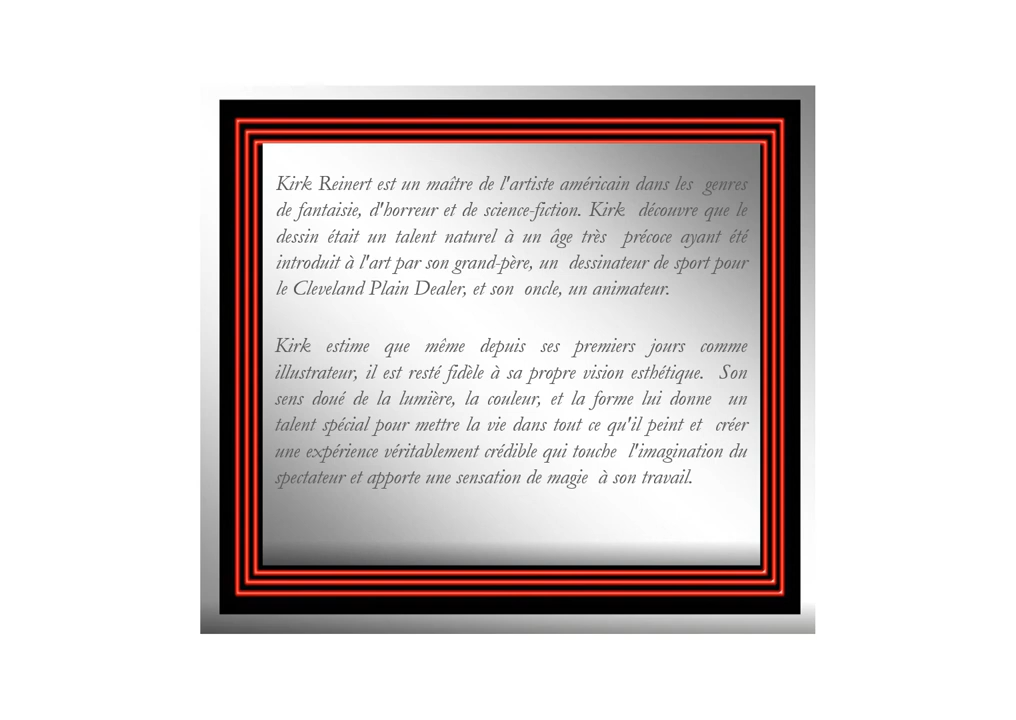 Kirk Reinert est un maître de l'artiste américain dans les genres
de fantaisie, d'horreur et de science-fiction. Kirk découvre que le
dessin était un talent naturel à un âge très précoce ayant été
introduit à l'art par son grand-père, un dessinateur de sport pour
le Cleveland Plain Dealer, et son oncle, un animateur.
Kirk estime que même depuis ses premiers jours comme
illustrateur, il est resté fidèle à sa propre vision esthétique. Son
sens doué de la lumière, la couleur, et la forme lui donne un
talent spécial pour mettre la vie dans tout ce qu'il peint et créer
une expérience véritablement crédible qui touche l'imagination du
spectateur et apporte une sensation de magie à son travail.